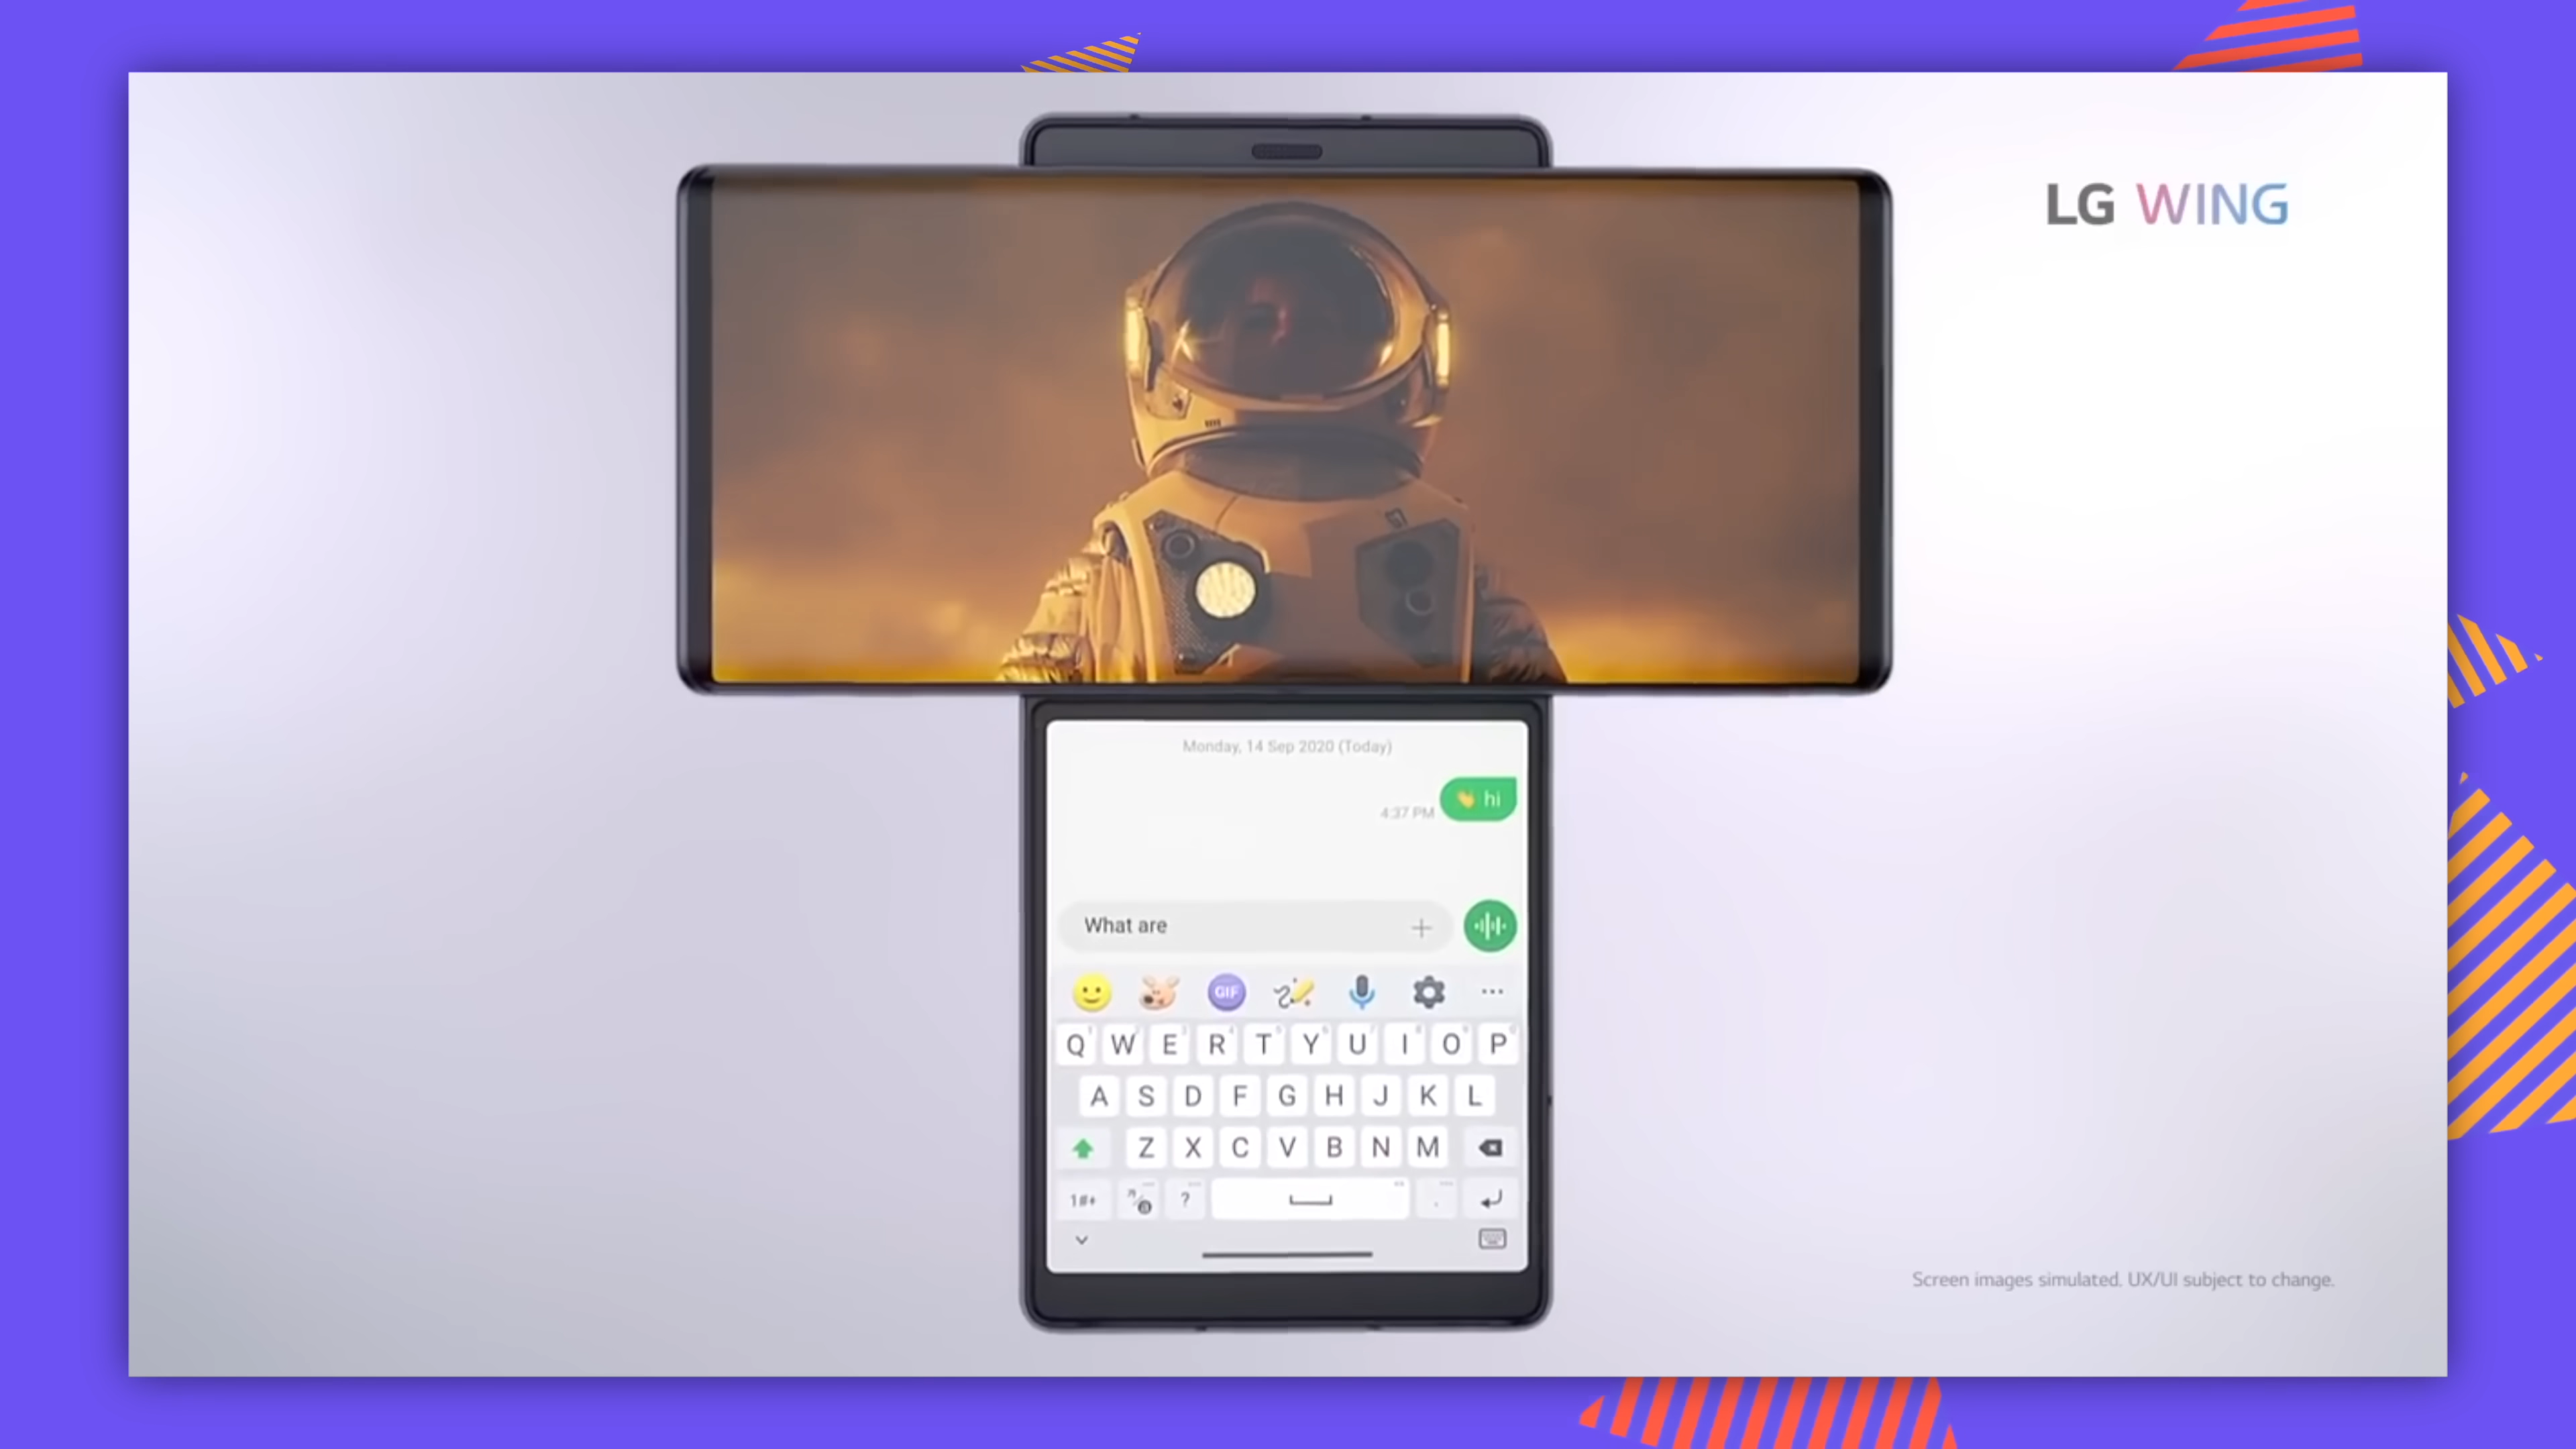 LG WING
Monday, 14 Sep 2020 (Today)
👋 hi
4:37 PM
What are
GIF
Q W E R T Y U I O P
A S D F G H J K L
Z X C V B N M
1#+ ? .
Screen images simulated. UX/UI subject to change.